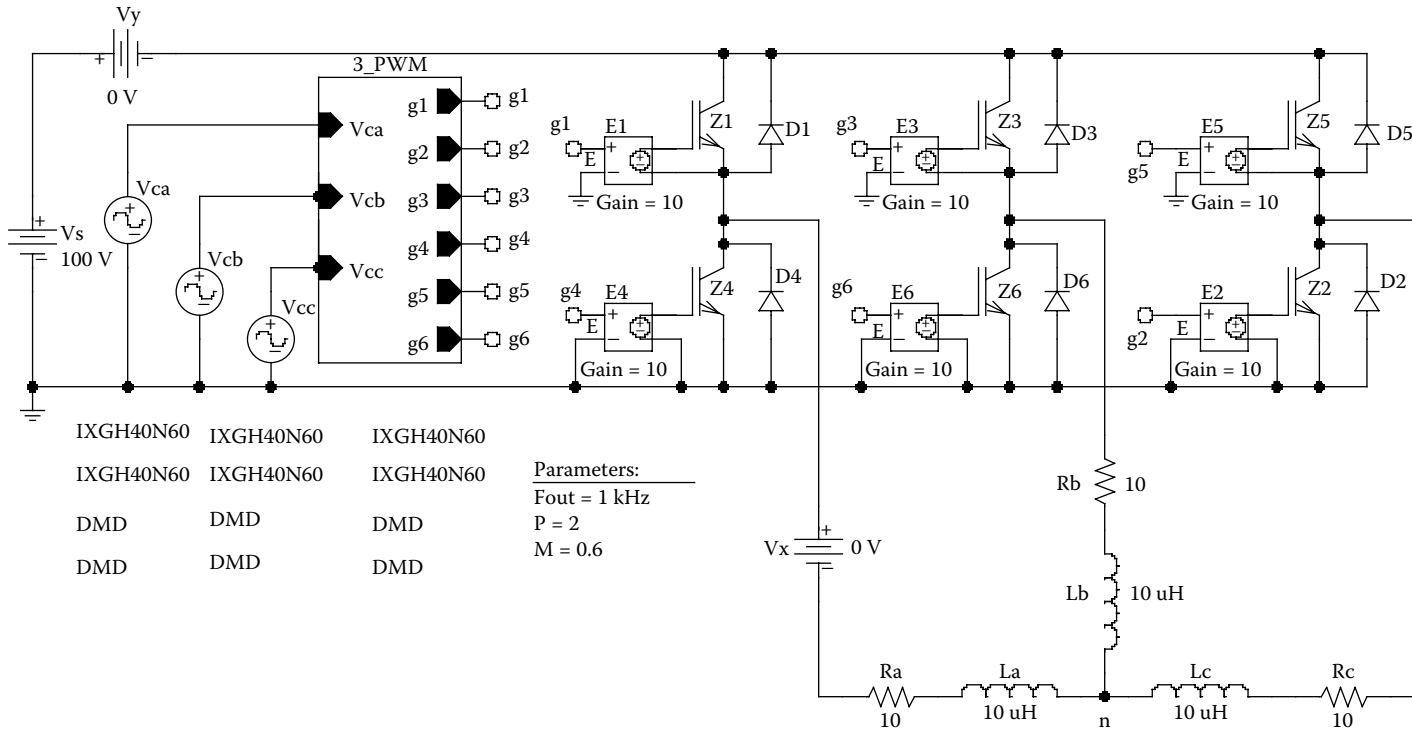 Vy
+
−
0 V
3_PWM
g1
g1
g2
g2
g3
g3
g4
g4
g5
g5
g6
g6
Vca
Vcb
Vcc
Vca
+
Vcb
+
Vcc
+
+
Vs
100 V
g1
E1
E
+
−
+
−
Gain = 10
Z1
D1
g3
E3
E
+
−
+
−
Gain = 10
Z3
D3
g5
E5
E
+
−
+
−
Gain = 10
Z5
D5
g4
E4
E
+
−
+
−
Gain = 10
Z4
D4
g6
E6
E
+
−
+
−
Gain = 10
Z6
D6
g2
E2
E
+
−
+
−
Gain = 10
Z2
D2
IXGH40N60 IXGH40N60 IXGH40N60
IXGH40N60 IXGH40N60 IXGH40N60
DMD DMD DMD
DMD DMD DMD
Parameters:
Fout = 1 kHz
P = 2
M = 0.6
Vx
+
−
0 V
Rb
10
Lb
10 uH
Ra
10
La
10 uH
n
Lc
10 uH
Rc
10